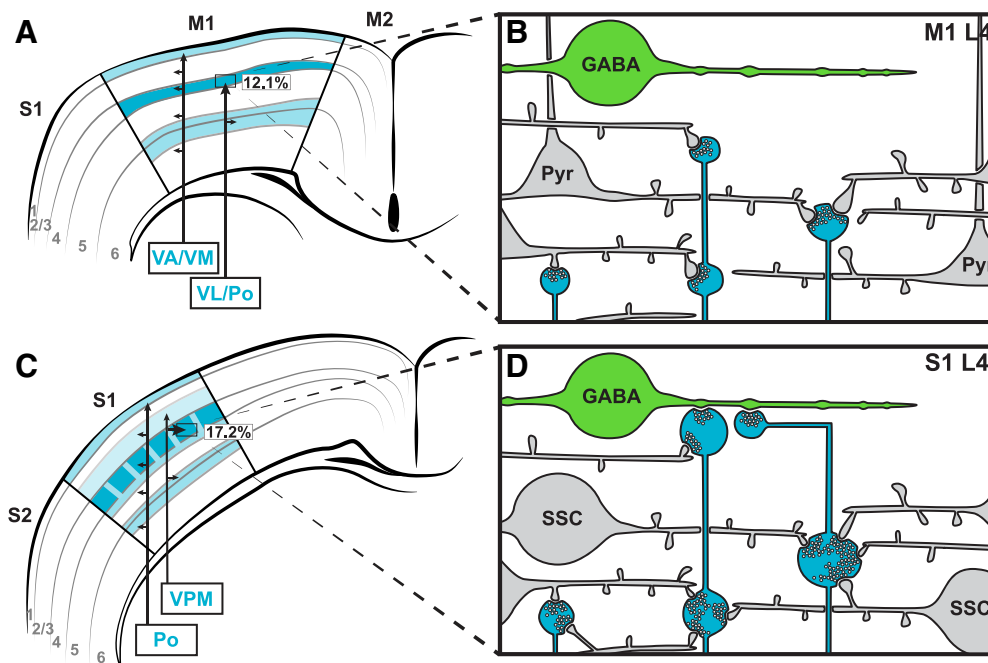 A
M1
M2
S1
12.1%
1
2/3
4
5
6
VA/VM
VL/Po
B
M1 L4
GABA
Pyr
Pyr
C
S1
17.2%
S2
1
2/3
4
5
6
VPM
Po
D
S1 L4
GABA
SSC
SSC